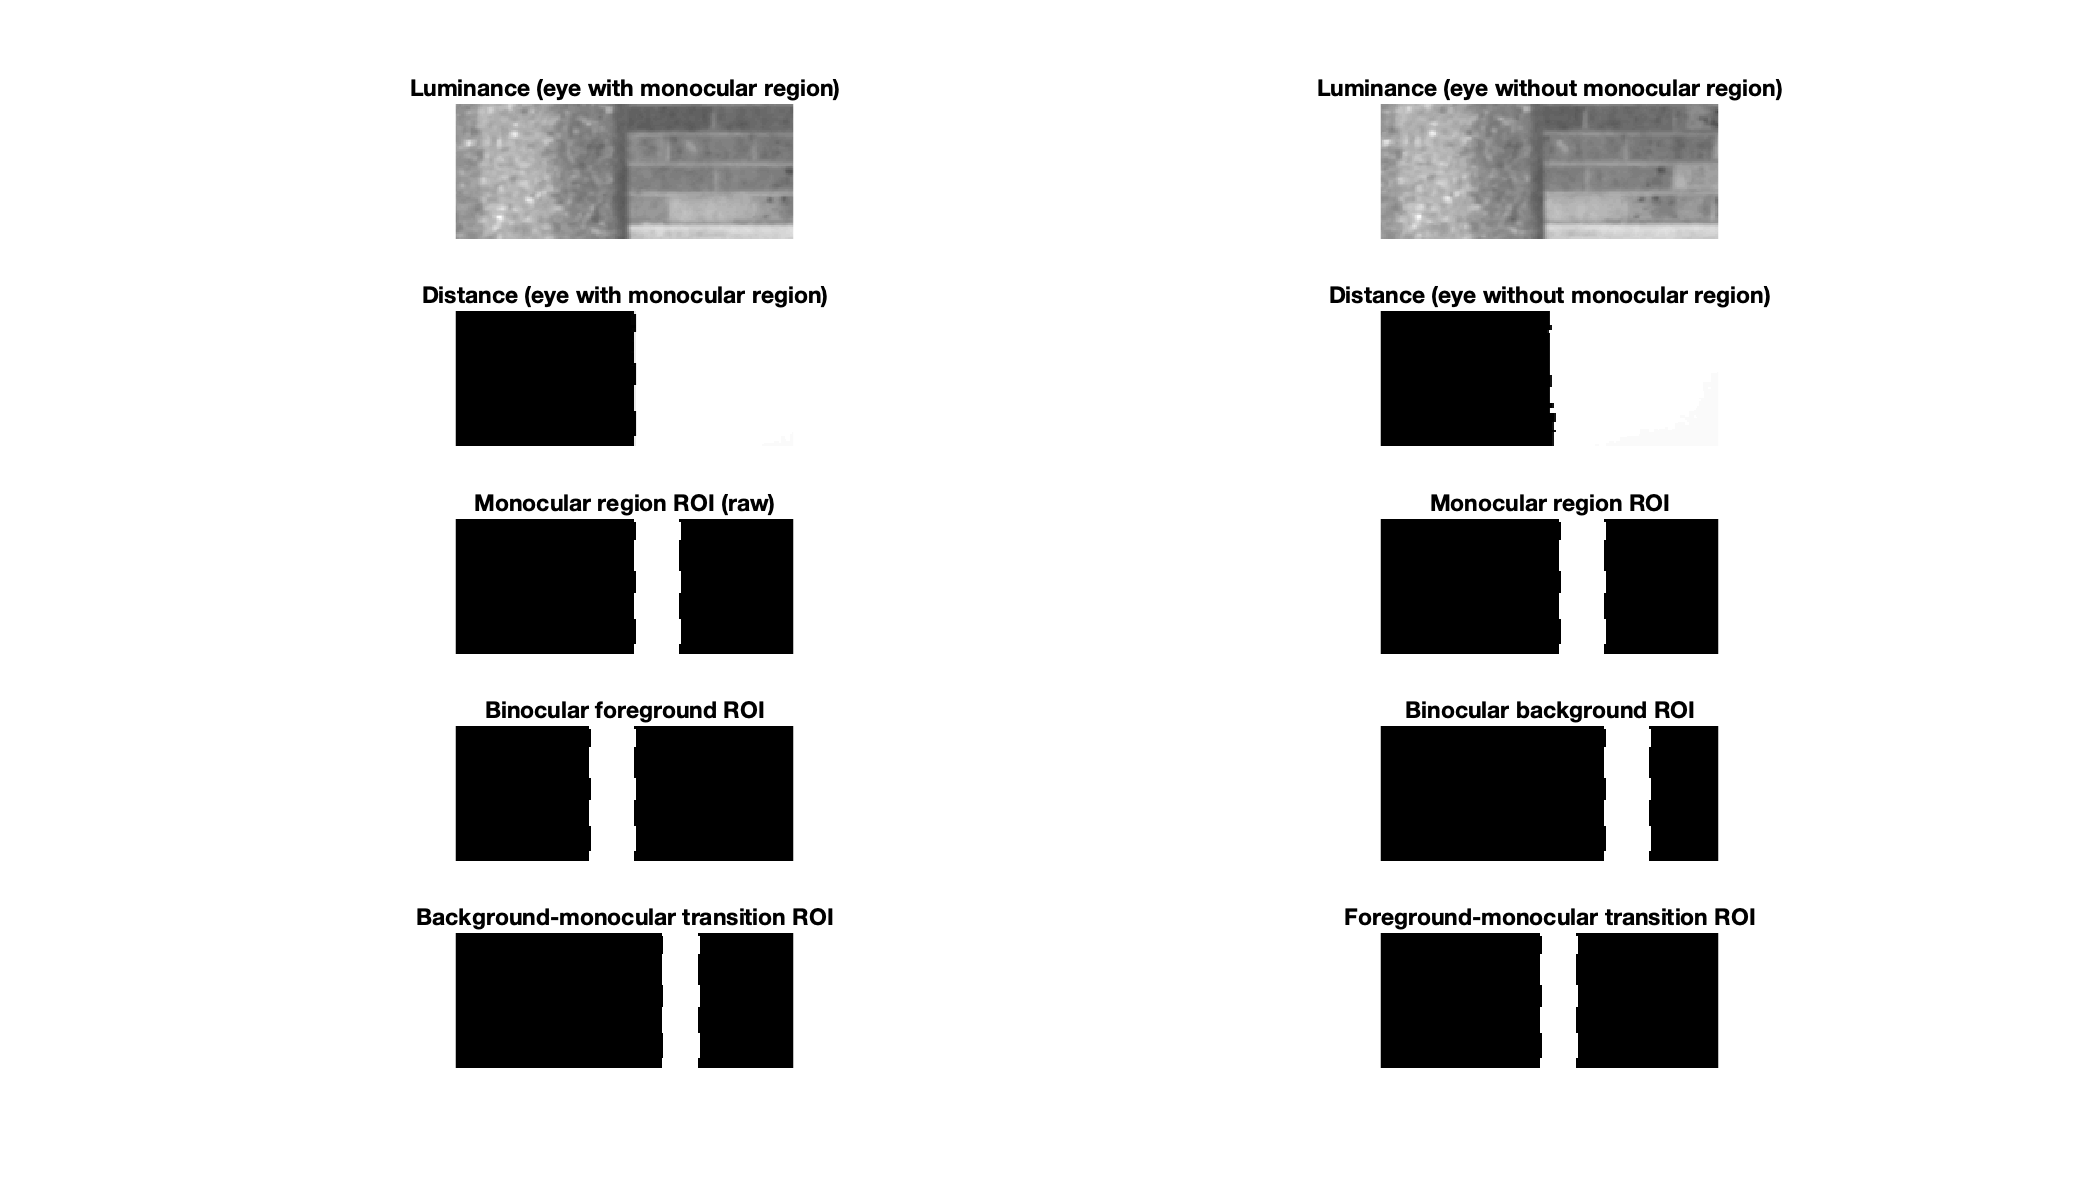 Luminance (eye with monocular region)
Luminance (eye without monocular region)
Distance (eye with monocular region)
Distance (eye without monocular region)
Monocular region ROI (raw)
Monocular region ROI
Binocular foreground ROI
Binocular background ROI
Background-monocular transition ROI
Foreground-monocular transition ROI